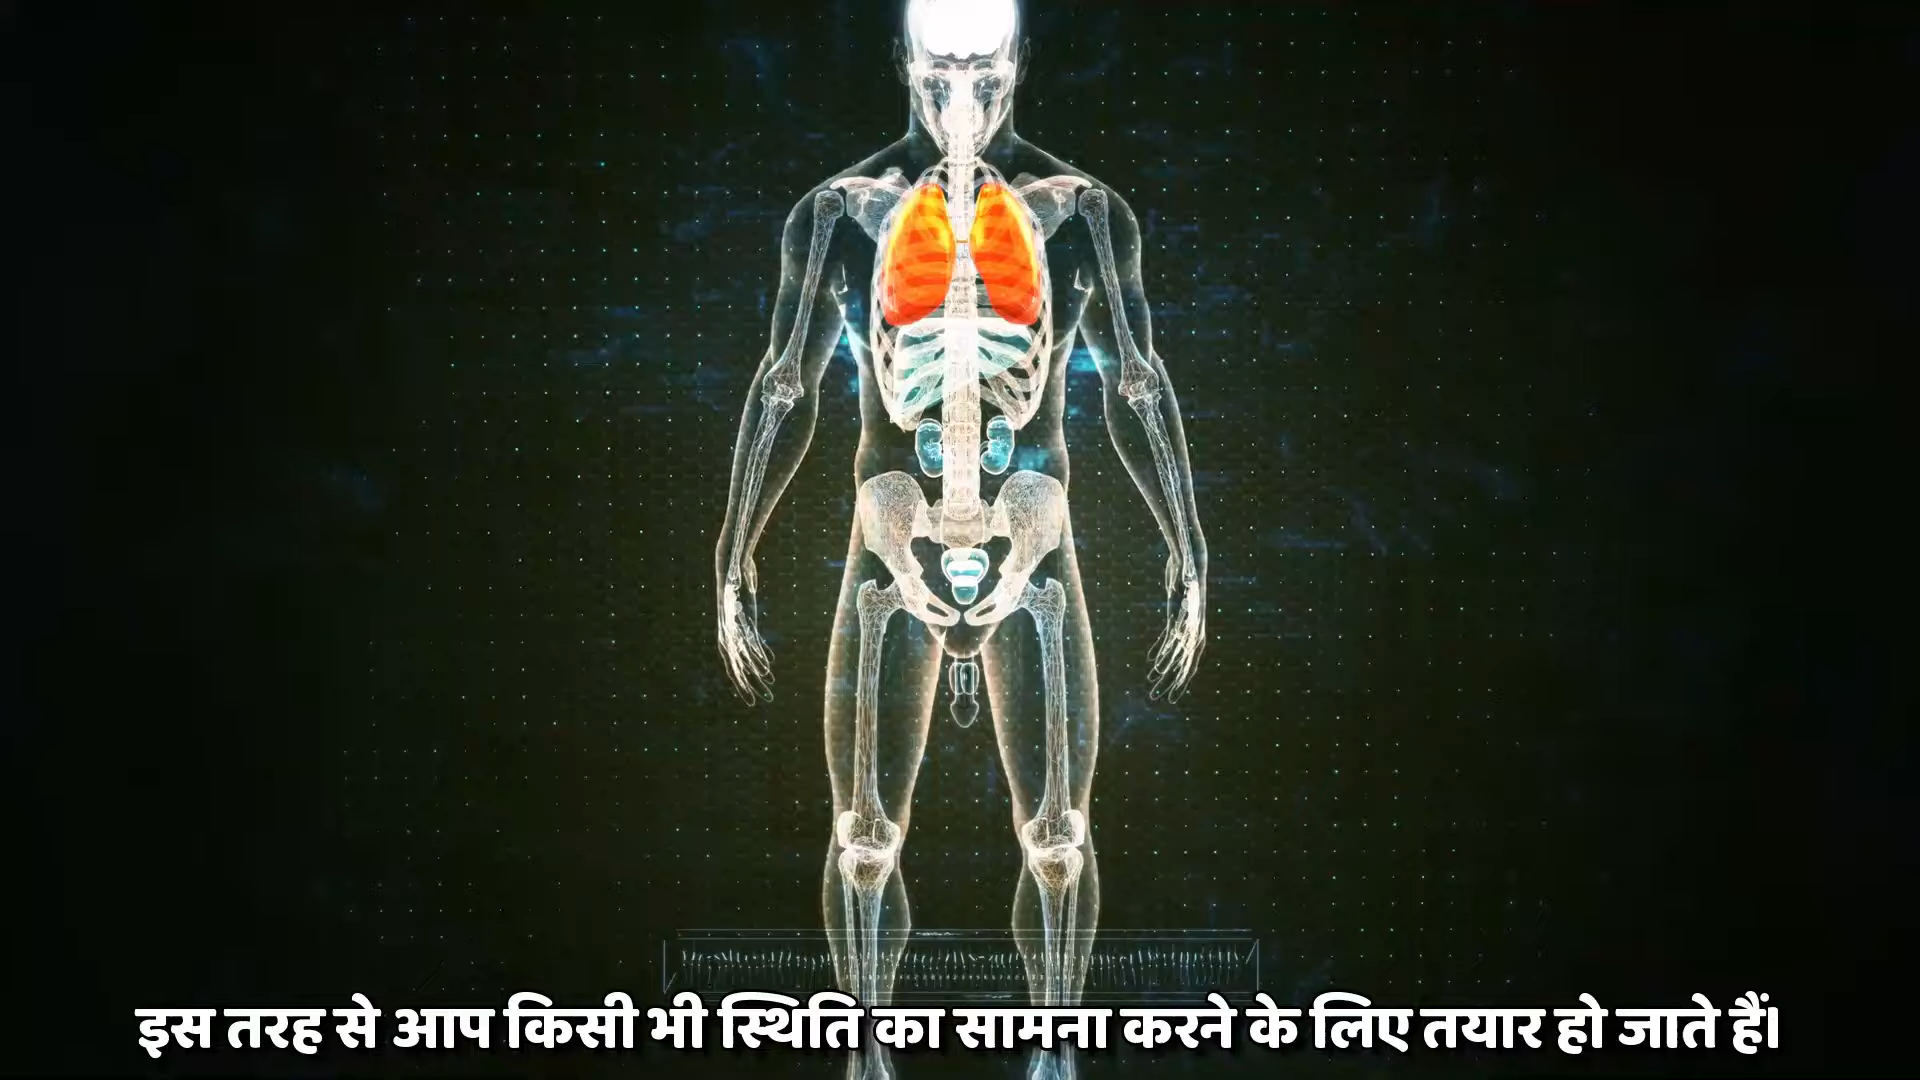 इस तरह से आप किसी भी स्थिति का सामना करने के लिए तयार हो जाते हैं।